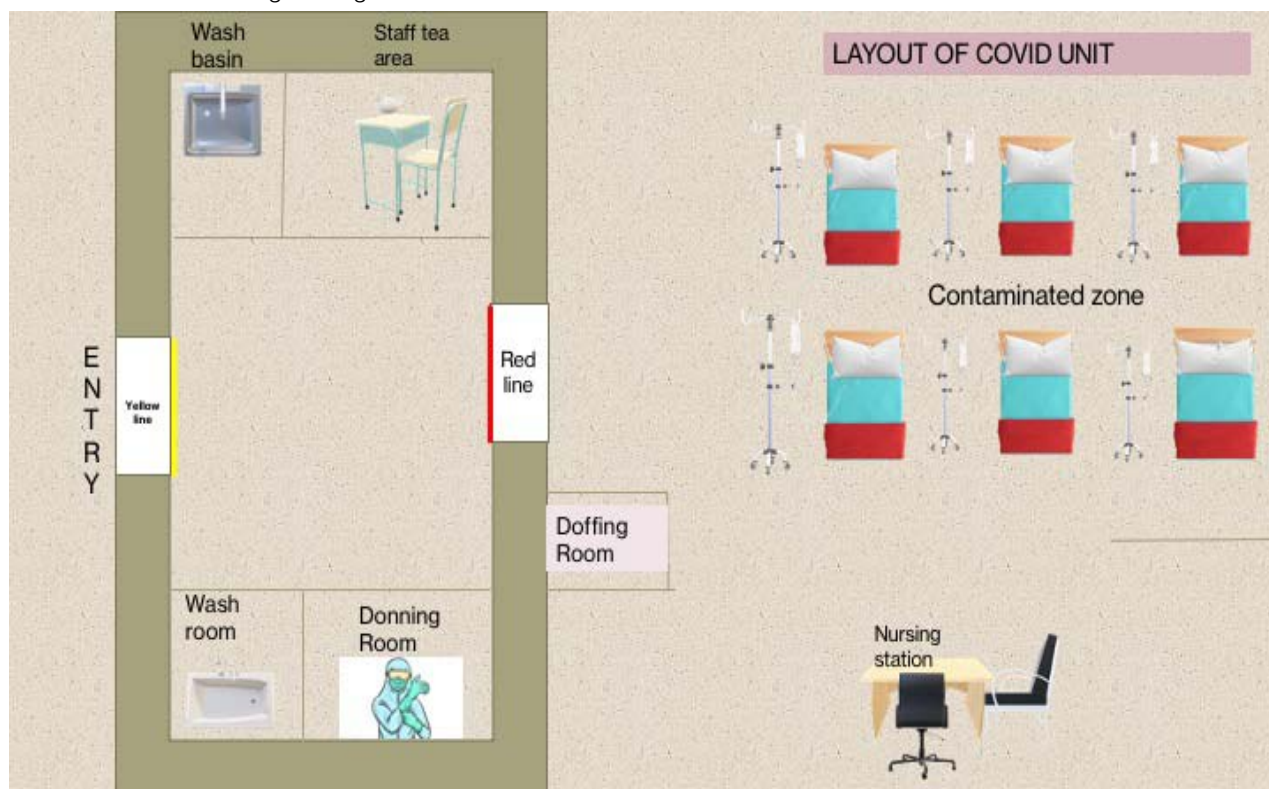 Wash
basin
Staff tea
area
LAYOUT OF COVID UNIT
Contaminated zone
E
N
T
R
Y
Yellow
line
Red
line
Doffing
Room
Wash
room
Donning
Room
Nursing
station